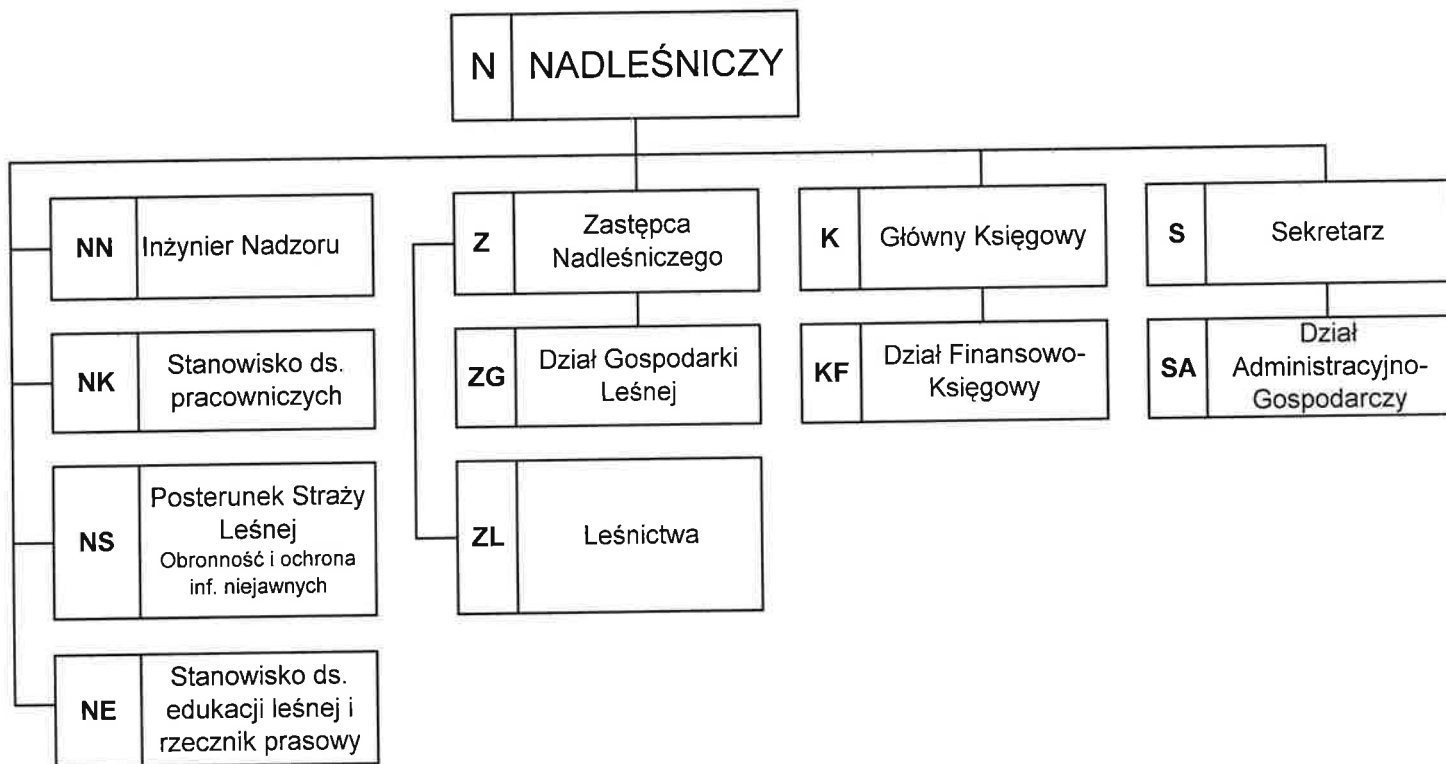 N NADLEŚNICZY
NN Inżynier Nadzoru
NK Stanowisko ds.
pracowniczych
NS Posterunek Straży
Leśnej
Obronność i ochrona
inf. niejawnych
NE Stanowisko ds.
edukacji leśnej i
rzecznik prasowy
Z Zastępca
Nadleśniczego
ZG Dział Gospodarki
Leśnej
ZL Leśnictwa
K Główny Księgowy
KF Dział Finansowo-
Księgowy
S Sekretarz
SA Dział
Administracyjno-
Gospodarczy